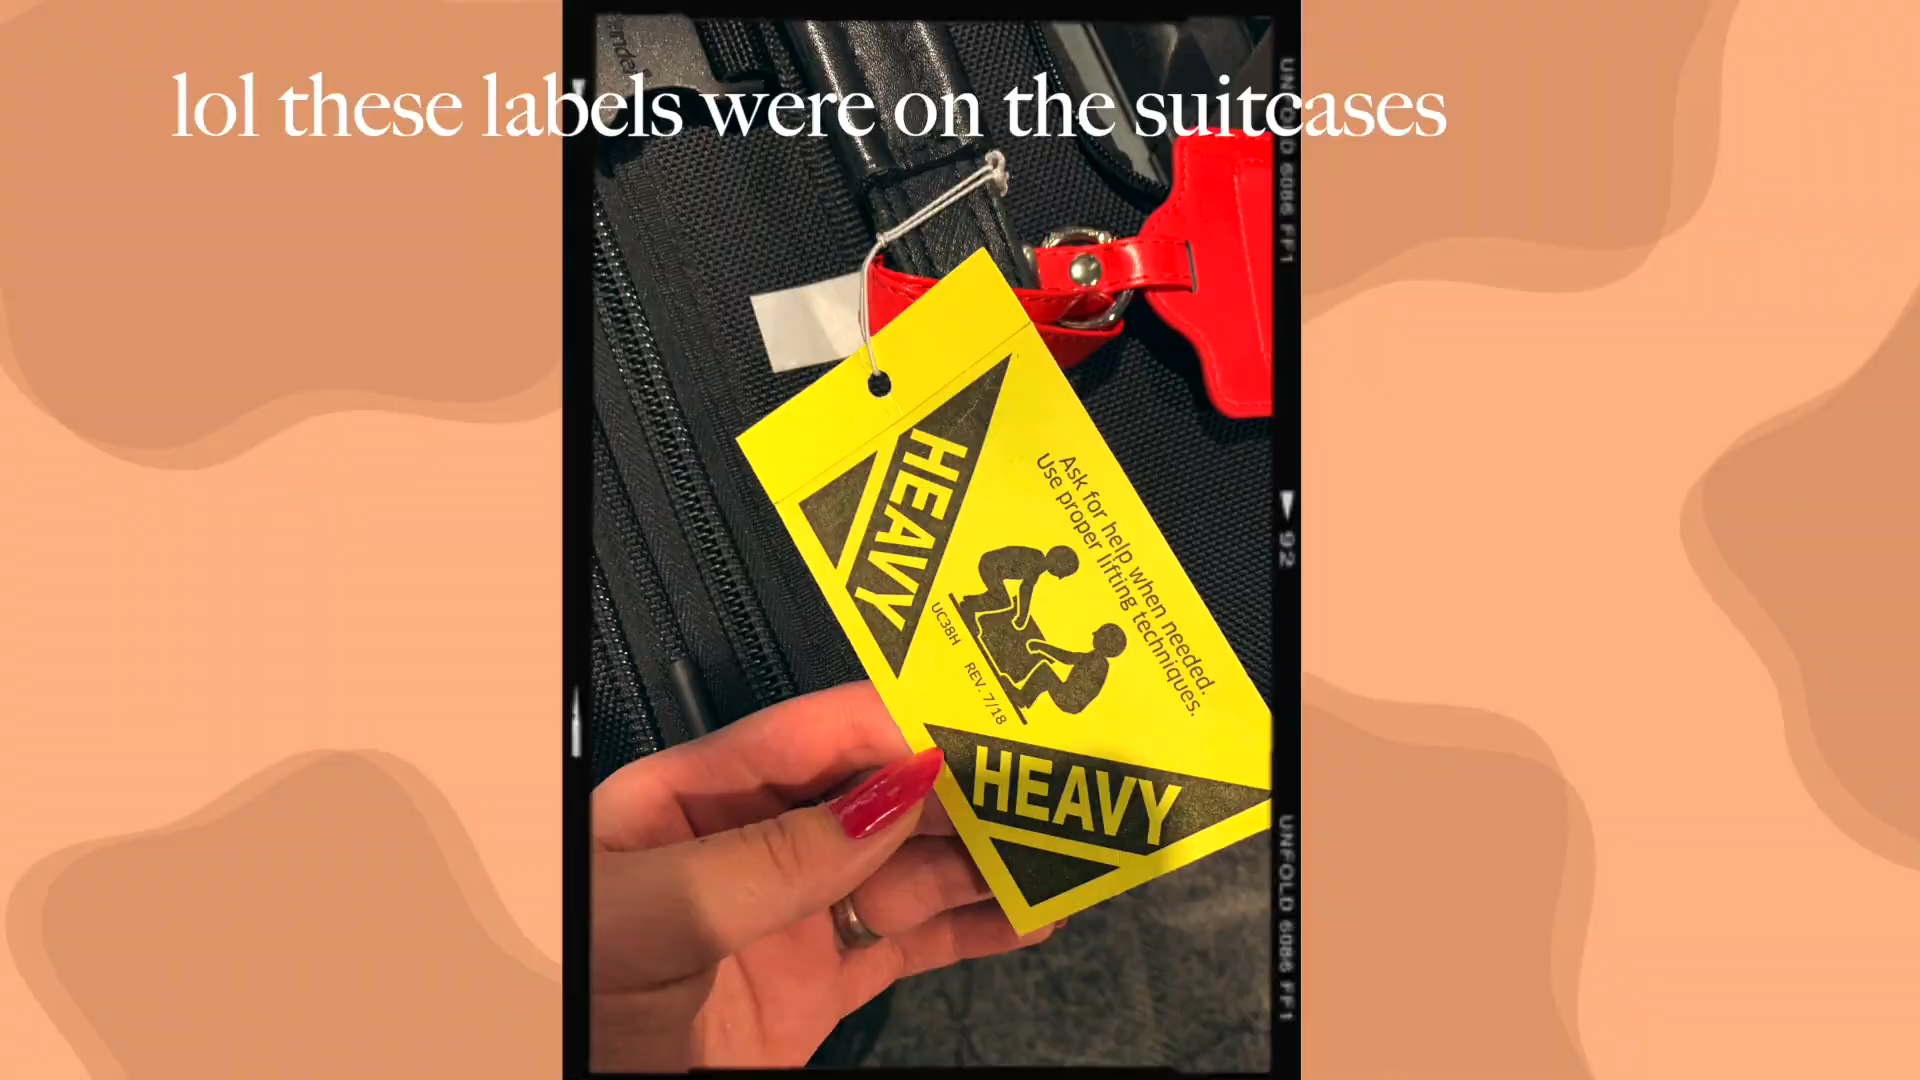 lol these labels were on the suitcases
UNFOLD 6086 FF1
HEAVY
Ask for help when needed.
Use proper lifting techniques.
UC38H REV. 7/18
HEAVY
92
UNFOLD 6086 FF1